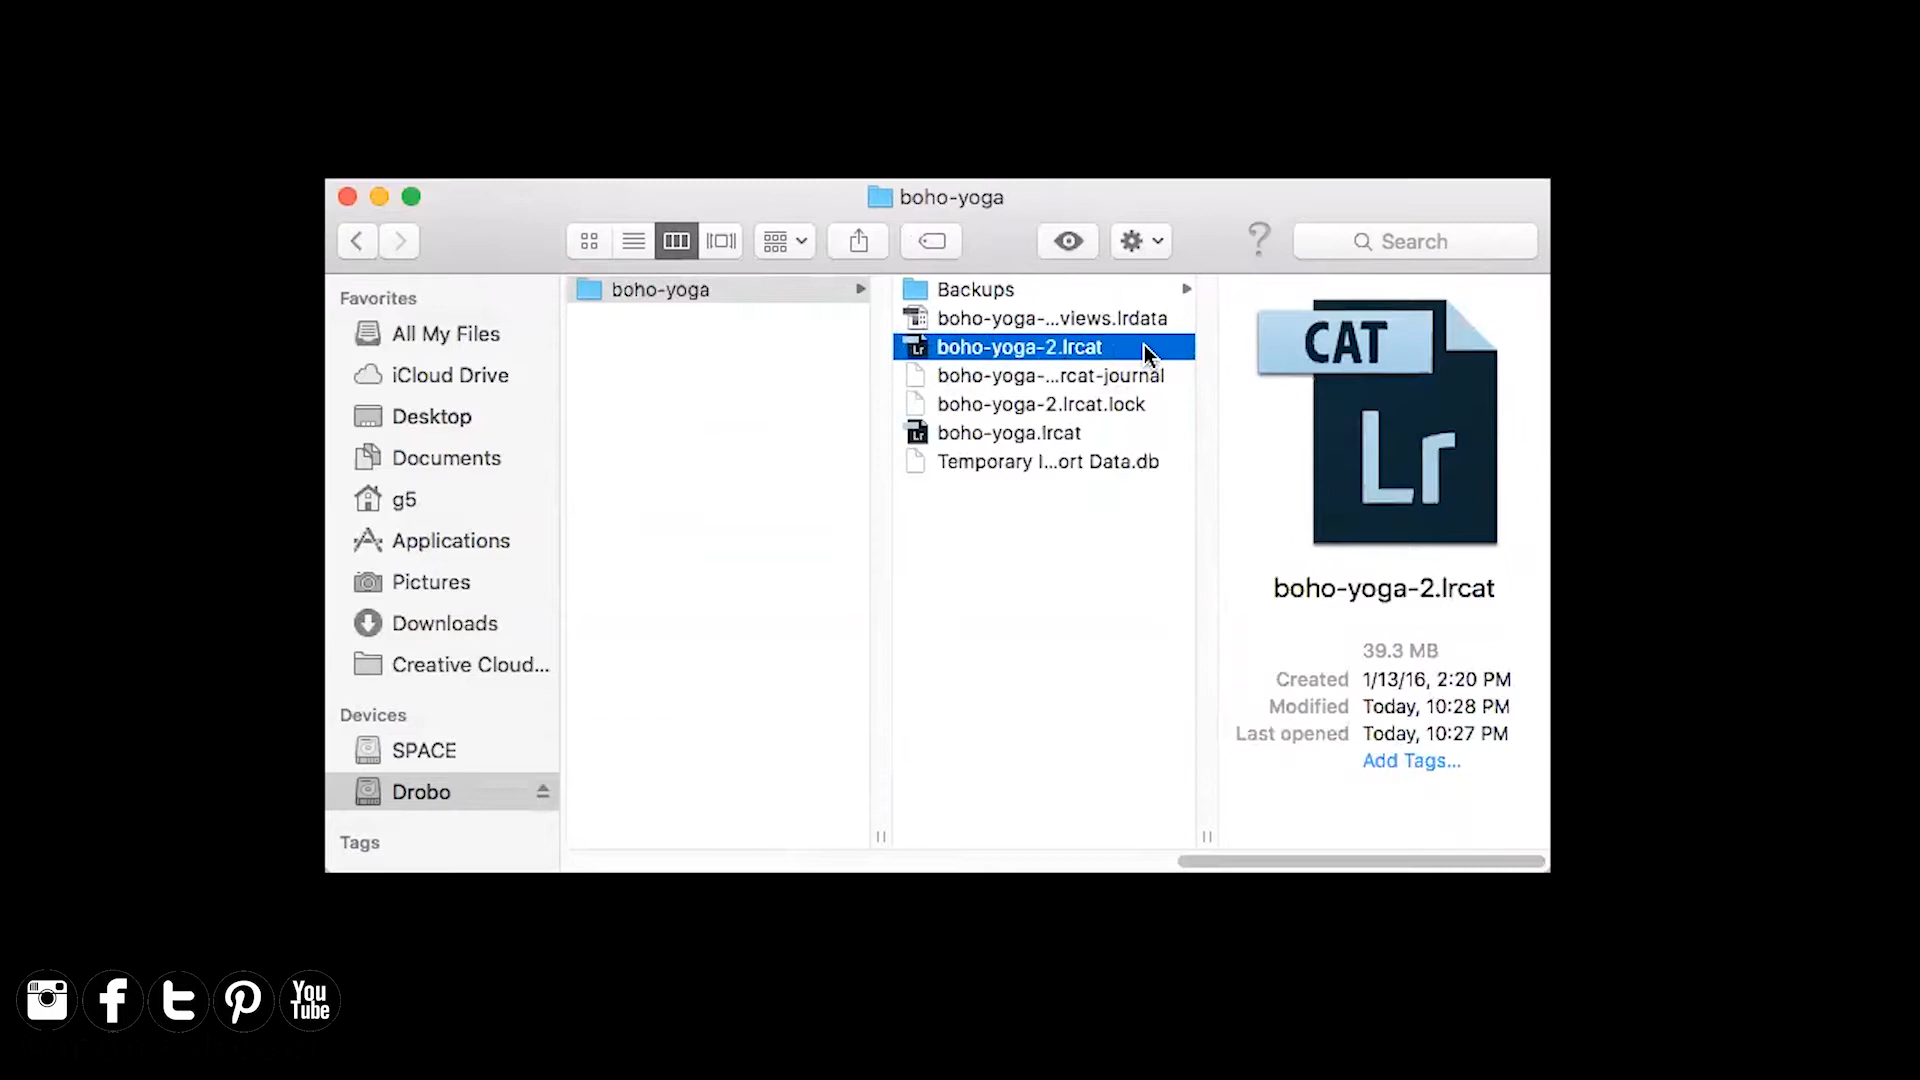 boho-yoga
Search
Favorites
All My Files
iCloud Drive
Desktop
Documents
g5
Applications
Pictures
Downloads
Creative Cloud...
Devices
SPACE
Drobo
Tags
boho-yoga
Backups
boho-yoga-...views.lrdata
boho-yoga-2.lrcat
boho-yoga-...rcat-journal
boho-yoga-2.lrcat.lock
boho-yoga.lrcat
Temporary I...ort Data.db
CAT
Lr
boho-yoga-2.lrcat
39.3 MB
Created 1/13/16, 2:20 PM
Modified Today, 10:28 PM
Last opened Today, 10:27 PM
Add Tags...
You
Tube